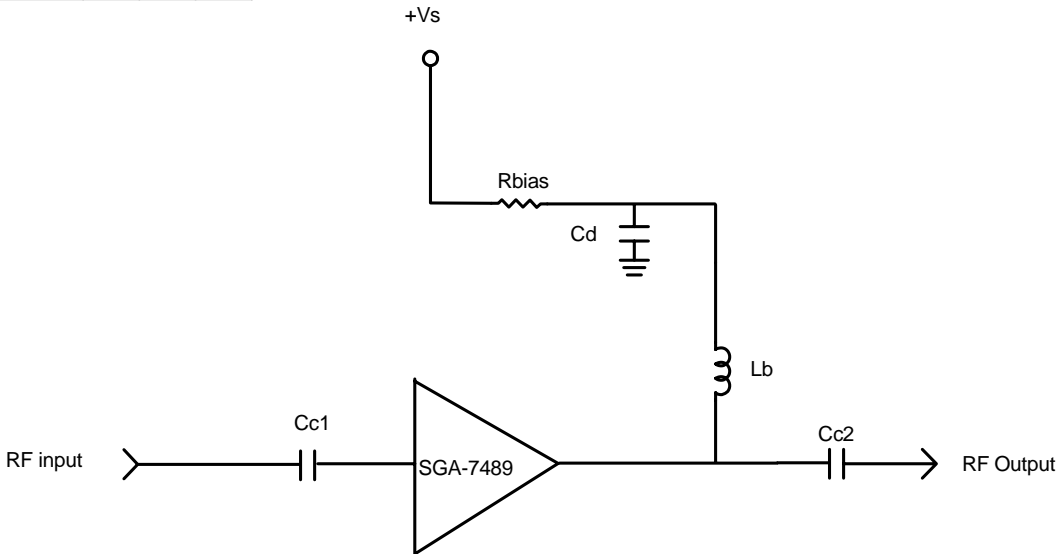 +Vs
Rbias
Cd
Lb
Cc1
Cc2
RF input
SGA-7489
RF Output